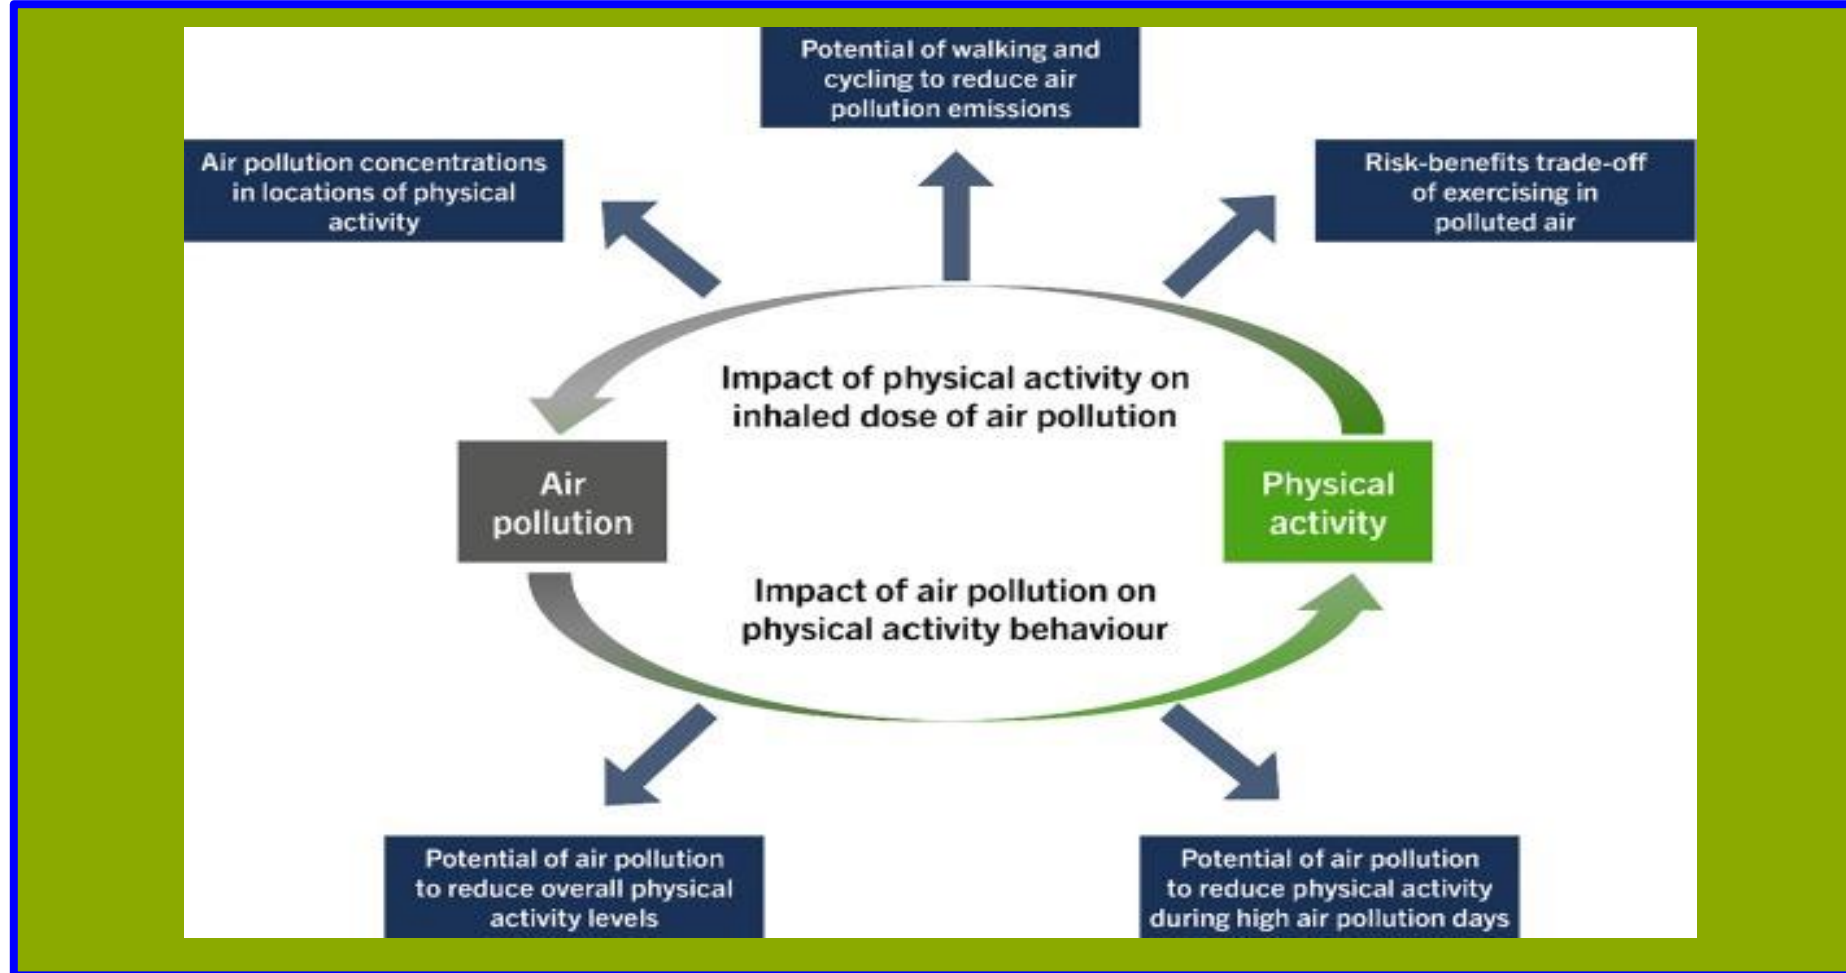 Potential of walking and
cycling to reduce air
pollution emissions
Air pollution concentrations
in locations of physical
activity
Risk-benefits trade-off
of exercising in
polluted air
Impact of physical activity on
inhaled dose of air pollution
Air
pollution
Physical
activity
Impact of air pollution on
physical activity behaviour
Potential of air pollution
to reduce overall physical
activity levels
Potential of air pollution
to reduce physical activity
during high air pollution days